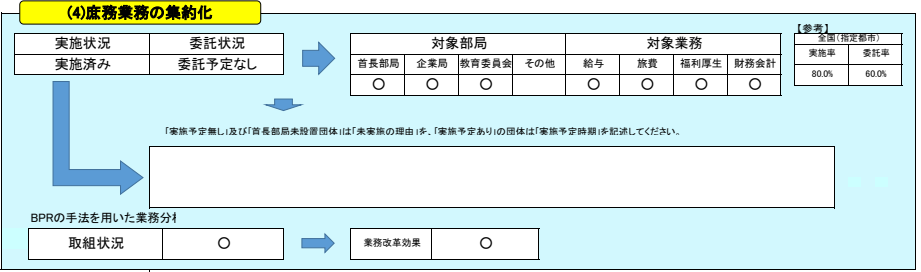 (4)庶務業務の集約化
【参考】
実施状況 委託状況
実施済み 委託予定なし
対象部局 対象業務
首長部局 企業局 教育委員会 その他 給与 旅費 福利厚生 財務会計
○ ○ ○ ○ ○ ○ ○
全国(指定都市)
実施率 委託率
80.0% 60.0%
「実施予定無し」及び「首長部局未設置団体」は「未実施の理由」を、「実施予定あり」の団体は「実施予定時期」を記述してください。
BPRの手法を用いた業務分析
取組状況 ○
業務改革効果 ○